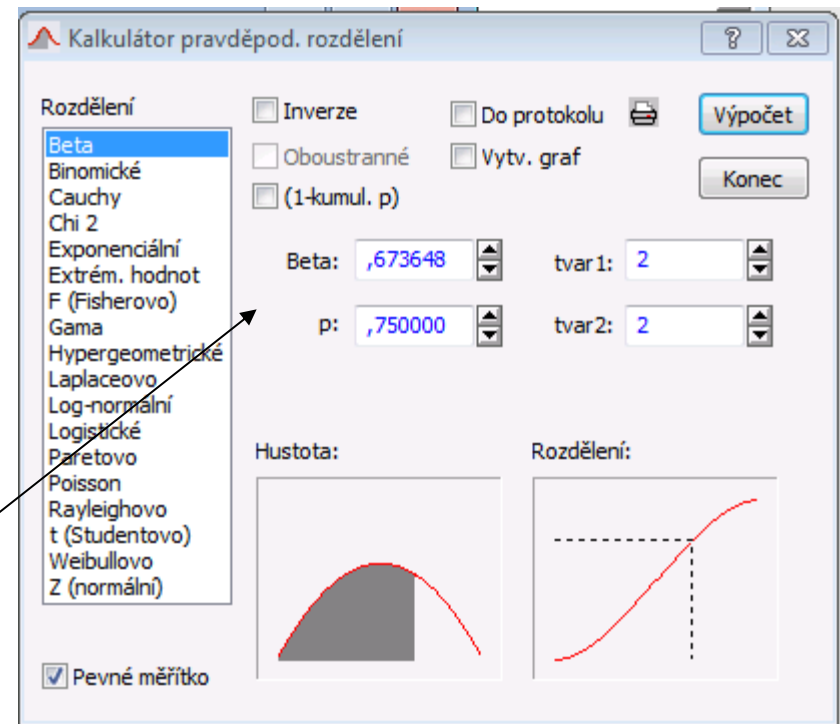 Kalkulátor pravděpod. rozdělení
Rozdělení
Beta
Binomické
Cauchy
Chi 2
Exponenciální
Extrém. hodnot
F (Fisherovo)
Gama
Hypergeometrické
Laplaceovo
Log-normální
Logistické
Paretovo
Poisson
Rayleighovo
t (Studentovo)
Weibullovo
Z (normální)
Pevné měřítko
Inverze
Do protokolu
Oboustranné
Vytv. graf
(1-kumul. p)
Výpočet
Konec
Beta: ,673648 tvar1: 2
p: ,750000 tvar2: 2
Hustota:
Rozdělení: